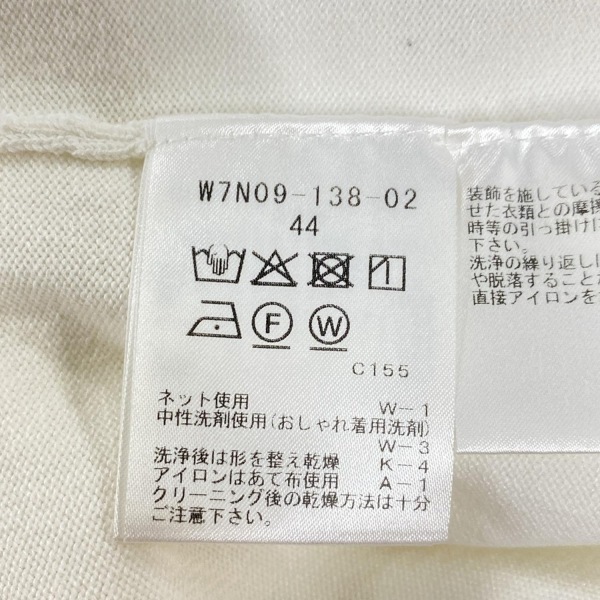 W7N09-138-02
44
F
W
C155
ネット使用 W-1
中性洗剤使用(おしゃれ着用洗剤)
W-3
洗浄後は形を整え乾燥 K-4
アイロンはあて布使用 A-1
クリーニング後の乾燥方法は十分
ご注意下さい。
装飾を施している
せた衣類との摩擦
時等の引っ掛けに
下さい。
洗浄の繰り返しに
や脱落すること
直接アイロンを